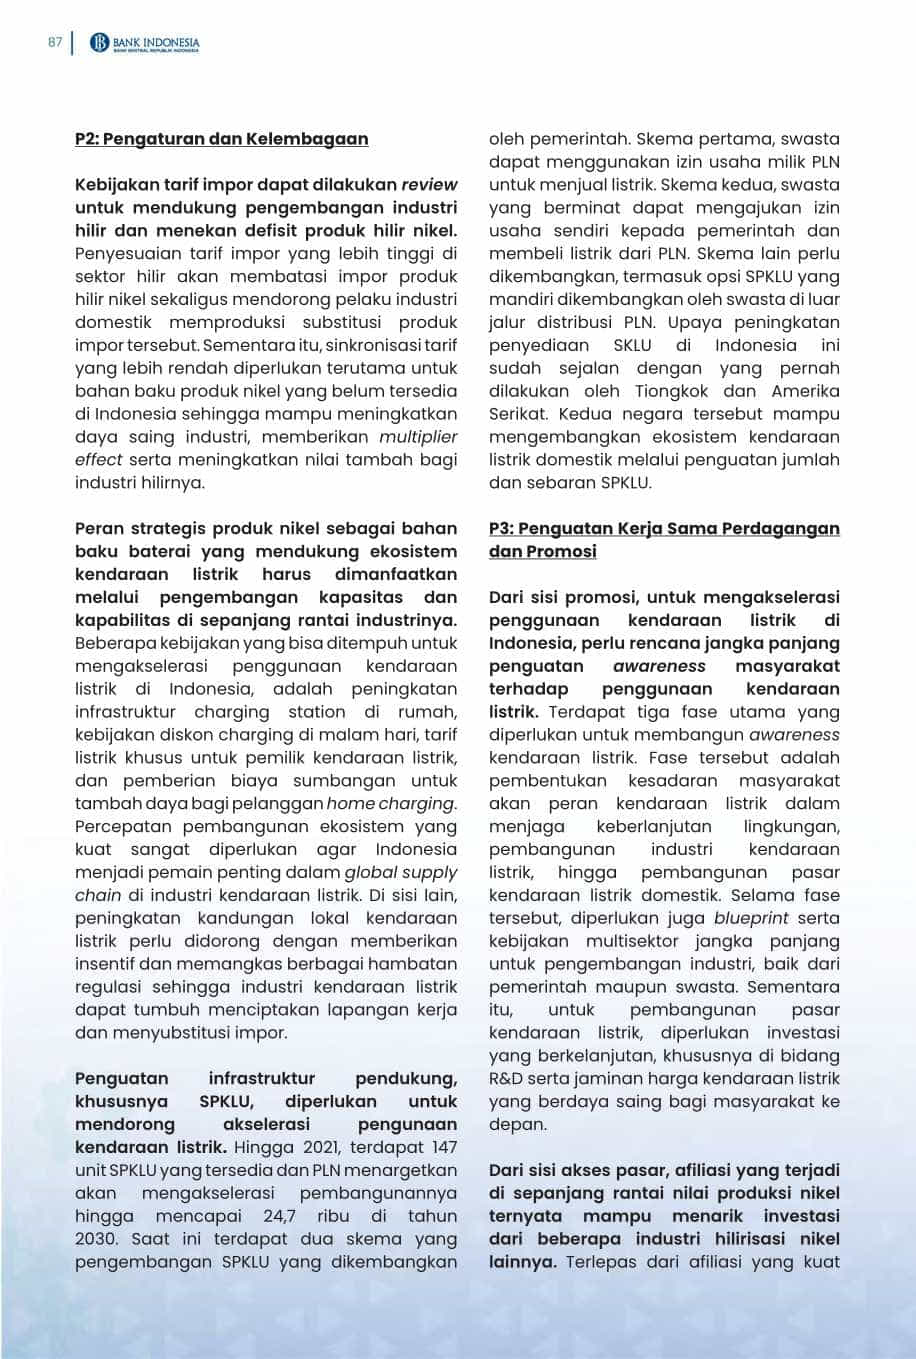 87
BANK INDONESIA
BANK SENTRAL REPUBLIK INDONESIA
P2: Pengaturan dan Kelembagaan
Kebijakan tarif impor dapat dilakukan review
untuk mendukung pengembangan industri
hilir dan menekan defisit produk hilir nikel.
Penyesuaian tarif impor yang lebih tinggi di
sektor hilir akan membatasi impor produk
hilir nikel sekaligus mendorong pelaku industri
domestik memproduksi substitusi produk
impor tersebut. Sementara itu, sinkronisasi tarif
yang lebih rendah diperlukan terutama untuk
bahan baku produk nikel yang belum tersedia
di Indonesia sehingga mampu meningkatkan
daya saing industri, memberikan multiplier
effect serta meningkatkan nilai tambah bagi
industri hilirnya.
Peran strategis produk nikel sebagai bahan
baku baterai yang mendukung ekosistem
kendaraan listrik harus dimanfaatkan
melalui pengembangan kapasitas dan
kapabilitas di sepanjang rantai industrinya.
Beberapa kebijakan yang bisa ditempuh untuk
mengakselerasi penggunaan kendaraan
listrik di Indonesia, adalah peningkatan
infrastruktur charging station di rumah,
kebijakan diskon charging di malam hari, tarif
listrik khusus untuk pemilik kendaraan listrik,
dan pemberian biaya sumbangan untuk
tambah daya bagi pelanggan home charging.
Percepatan pembangunan ekosistem yang
kuat sangat diperlukan agar Indonesia
menjadi pemain penting dalam global supply
chain di industri kendaraan listrik. Di sisi lain,
peningkatan kandungan lokal kendaraan
listrik perlu didorong dengan memberikan
insentif dan memangkas berbagai hambatan
regulasi sehingga industri kendaraan listrik
dapat tumbuh menciptakan lapangan kerja
dan menyubstitusi impor.
Penguatan infrastruktur pendukung,
khususnya SPKLU, diperlukan untuk
mendorong akselerasi pengunaan
kendaraan listrik. Hingga 2021, terdapat 147
unit SPKLU yang tersedia dan PLN menargetkan
akan mengakselerasi pembangunannya
hingga mencapai 24,7 ribu di tahun
2030. Saat ini terdapat dua skema yang
pengembangan SPKLU yang dikembangkan
oleh pemerintah. Skema pertama, swasta
dapat menggunakan izin usaha milik PLN
untuk menjual listrik. Skema kedua, swasta
yang berminat dapat mengajukan izin
usaha sendiri kepada pemerintah dan
membeli listrik dari PLN. Skema lain perlu
dikembangkan, termasuk opsi SPKLU yang
mandiri dikembangkan oleh swasta di luar
jalur distribusi PLN. Upaya peningkatan
penyediaan SKLU di Indonesia ini
sudah sejalan dengan yang pernah
dilakukan oleh Tiongkok dan Amerika
Serikat. Kedua negara tersebut mampu
mengembangkan ekosistem kendaraan
listrik domestik melalui penguatan jumlah
dan sebaran SPKLU.
P3: Penguatan Kerja Sama Perdagangan
dan Promosi
Dari sisi promosi, untuk mengakselerasi
penggunaan kendaraan listrik di
Indonesia, perlu rencana jangka panjang
penguatan awareness masyarakat
terhadap penggunaan kendaraan
listrik. Terdapat tiga fase utama yang
diperlukan untuk membangun awareness
kendaraan listrik. Fase tersebut adalah
pembentukan kesadaran masyarakat
akan peran kendaraan listrik dalam
menjaga keberlanjutan lingkungan,
pembangunan industri kendaraan
listrik, hingga pembangunan pasar
kendaraan listrik domestik. Selama fase
tersebut, diperlukan juga blueprint serta
kebijakan multisektor jangka panjang
untuk pengembangan industri, baik dari
pemerintah maupun swasta. Sementara
itu, untuk pembangunan pasar
kendaraan listrik, diperlukan investasi
yang berkelanjutan, khususnya di bidang
R&D serta jaminan harga kendaraan listrik
yang berdaya saing bagi masyarakat ke
depan.
Dari sisi akses pasar, afiliasi yang terjadi
di sepanjang rantai nilai produksi nikel
ternyata mampu menarik investasi
dari beberapa industri hilirisasi nikel
lainnya. Terlepas dari afiliasi yang kuat